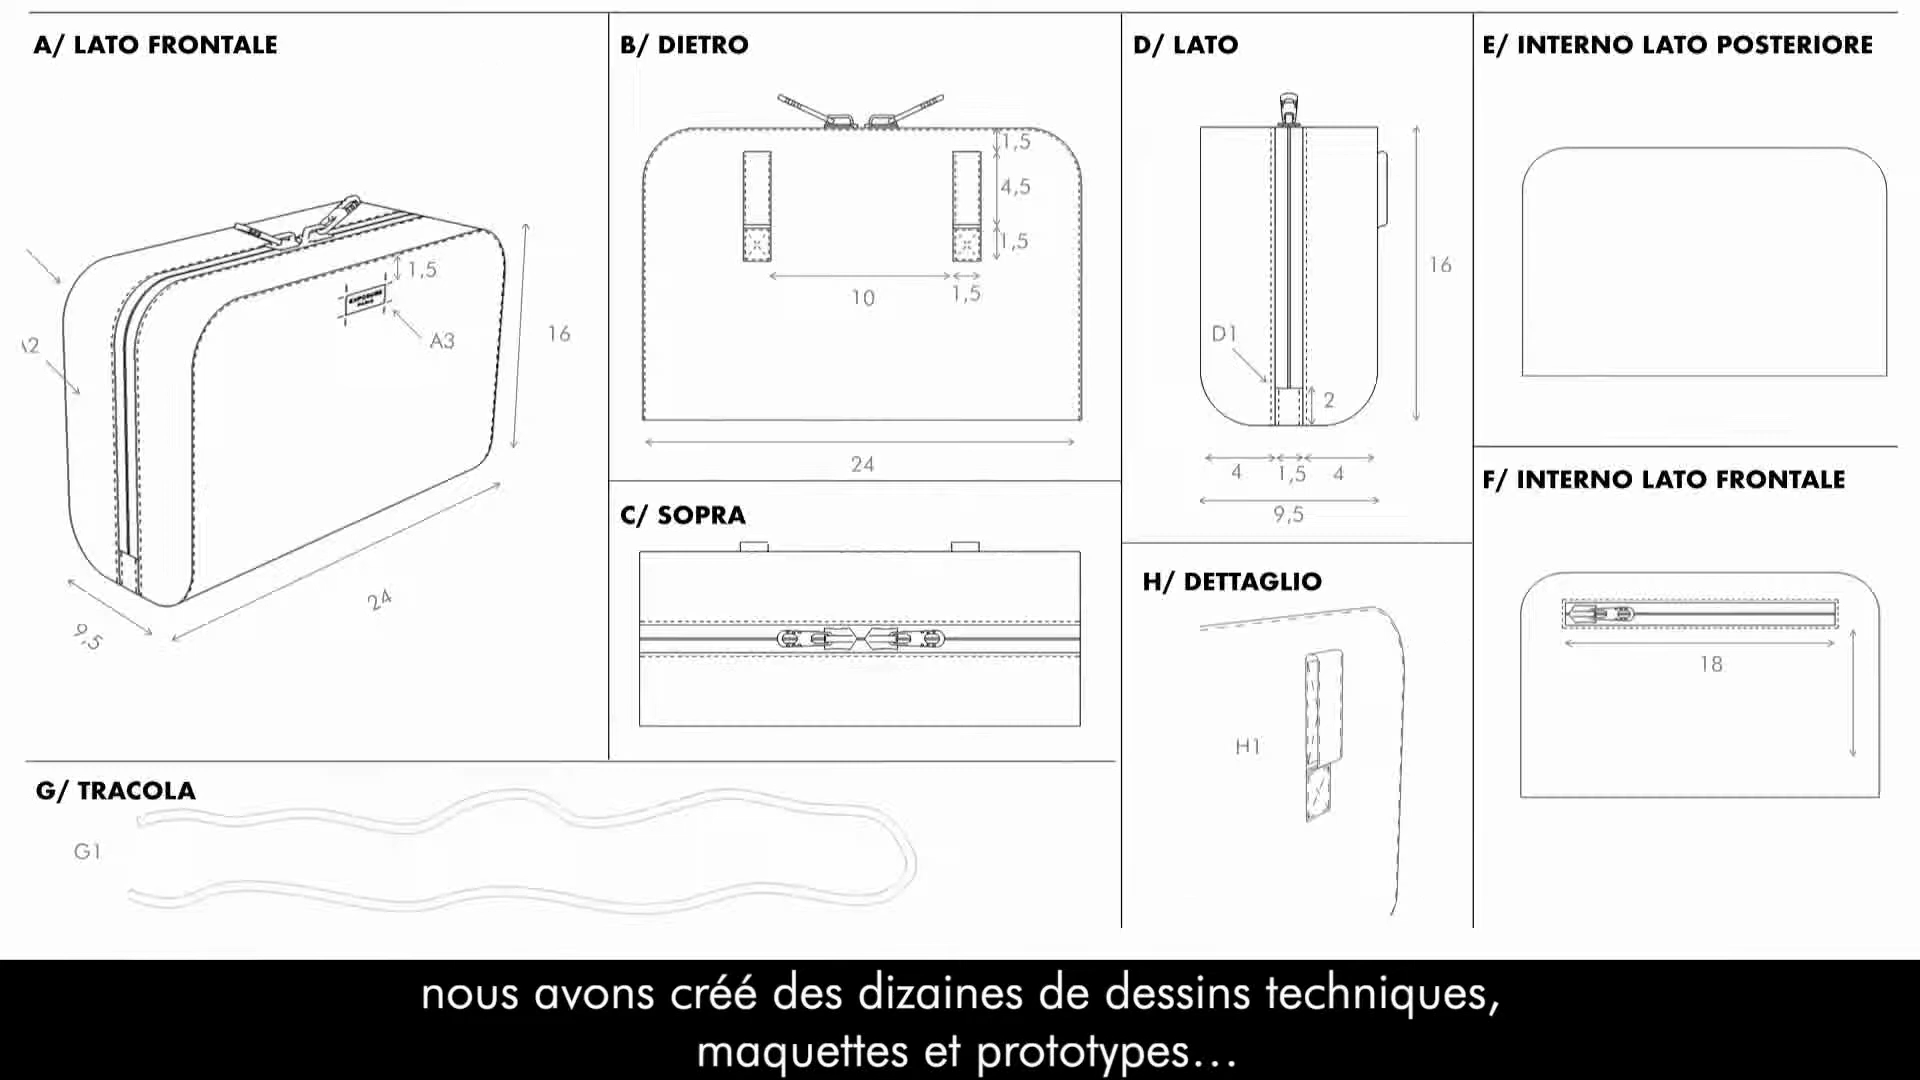 A/ LATO FRONTALE
1,5
EXPOSURE
PARIS
A3
16
24
9,5
B/ DIETRO
1,5
4,5
1,5
10
1,5
24
C/ SOPRA
D/ LATO
16
D1
2
4
1,5
4
9,5
E/ INTERNO LATO POSTERIORE
F/ INTERNO LATO FRONTALE
18
H/ DETTAGLIO
H1
G/ TRACOLA
G1
nous avons créé des dizaines de dessins techniques,
maquettes et prototypes...